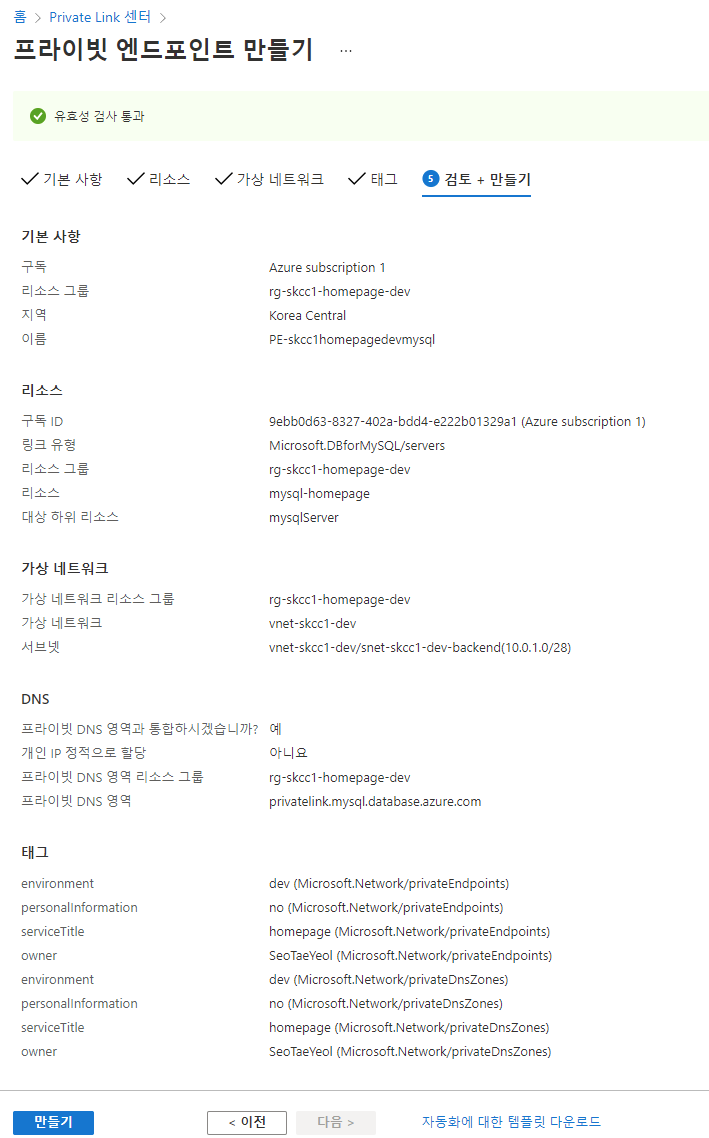 홈 > Private Link 센터 >
프라이빗 엔드포인트 만들기 ...
유효성 검사 통과
기본 사항 리소스 가상 네트워크 태그 5 검토 + 만들기
기본 사항
구독 Azure subscription 1
리소스 그룹 rg-skcc1-homepage-dev
지역 Korea Central
이름 PE-skcc1homepagedevmysql
리소스
구독 ID 9ebb0d63-8327-402a-bdd4-e222b01329a1 (Azure subscription 1)
링크 유형 Microsoft.DBforMySQL/servers
리소스 그룹 rg-skcc1-homepage-dev
리소스 mysql-homepage
대상 하위 리소스 mysqlServer
가상 네트워크
가상 네트워크 리소스 그룹 rg-skcc1-homepage-dev
가상 네트워크 vnet-skcc1-dev
서브넷 vnet-skcc1-dev/snet-skcc1-dev-backend(10.0.1.0/28)
DNS
프라이빗 DNS 영역과 통합하시겠습니까? 예
개인 IP 정적으로 할당 아니요
프라이빗 DNS 영역 리소스 그룹 rg-skcc1-homepage-dev
프라이빗 DNS 영역 privatelink.mysql.database.azure.com
태그
environment dev (Microsoft.Network/privateEndpoints)
personalInformation no (Microsoft.Network/privateEndpoints)
serviceTitle homepage (Microsoft.Network/privateEndpoints)
owner SeoTaeYeol (Microsoft.Network/privateEndpoints)
environment dev (Microsoft.Network/privateDnsZones)
personalInformation no (Microsoft.Network/privateDnsZones)
serviceTitle homepage (Microsoft.Network/privateDnsZones)
owner SeoTaeYeol (Microsoft.Network/privateDnsZones)
만들기 < 이전 다음 > 자동화에 대한 템플릿 다운로드